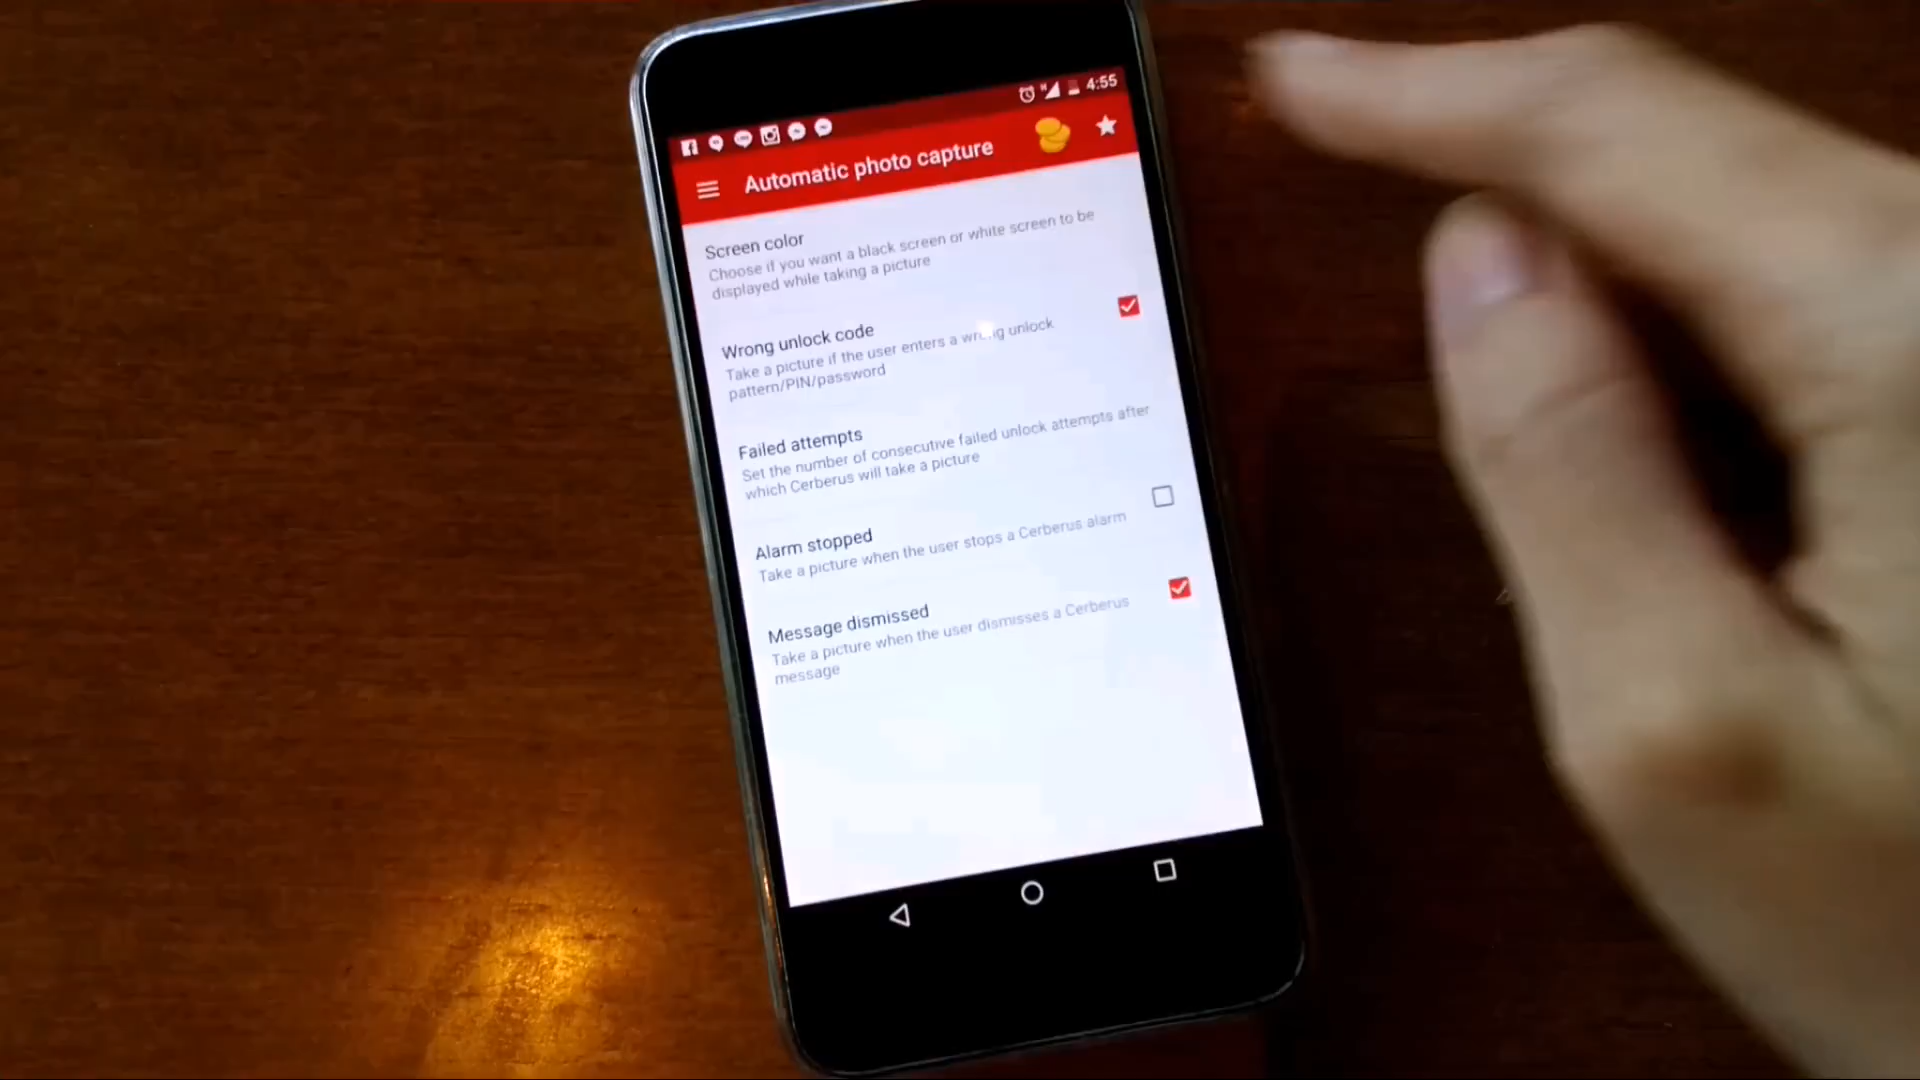 4:55
Automatic photo capture
Screen color
Choose if you want a black screen or white screen to be
displayed while taking a picture
Wrong unlock code
Take a picture if the user enters a wrong unlock
pattern/PIN/password
Failed attempts
Set the number of consecutive failed unlock attempts after
which Cerberus will take a picture
Alarm stopped
Take a picture when the user stops a Cerberus alarm
Message dismissed
Take a picture when the user dismisses a Cerberus
message